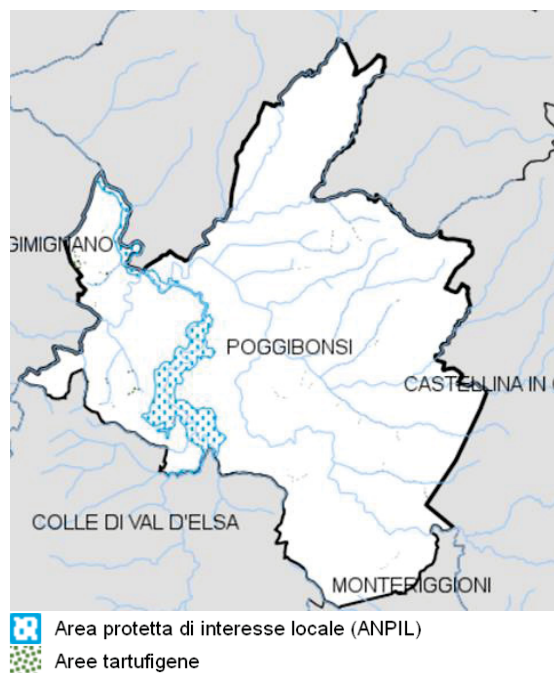 GIMIGNANO
POGGIBONSI
CASTELLINA IN
COLLE DI VAL D'ELSA
MONTERIGGIONI
Area protetta di interesse locale (ANPIL)
Aree tartufigene